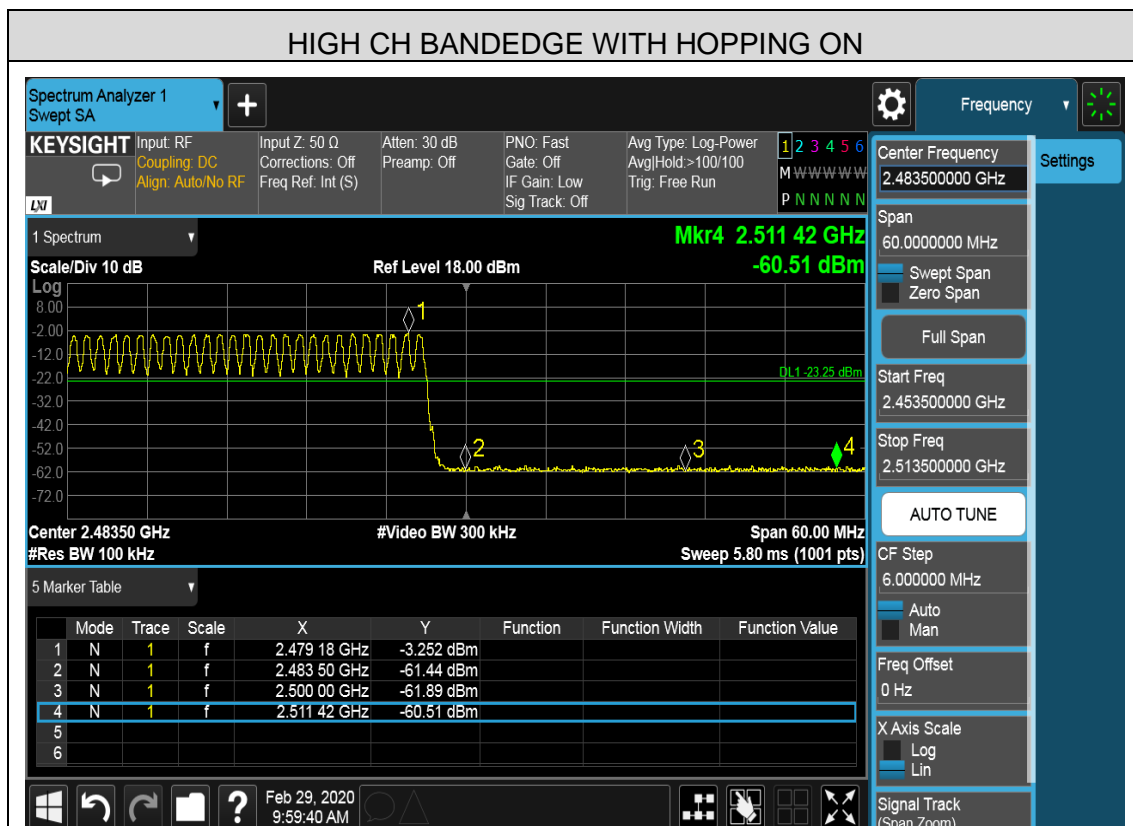 HIGH CH BANDEDGE WITH HOPPING ON
Spectrum Analyzer 1
Swept SA
Frequency
KEYSIGHT
LXI
Input: RF
Coupling: DC
Align: Auto/No RF
Input Z: 50 Ω
Corrections: Off
Freq Ref: Int (S)
Atten: 30 dB
Preamp: Off
PNO: Fast
Gate: Off
IF Gain: Low
Sig Track: Off
Avg Type: Log-Power
Avg|Hold:>100/100
Trig: Free Run
1 2 3 4 5 6
M W W W W W
P N N N N N
1 Spectrum
Mkr4 2.511 42 GHz
-60.51 dBm
Scale/Div 10 dB
Ref Level 18.00 dBm
Log
8.00
-2.00
-12.0
-22.0
-32.0
-42.0
-52.0
-62.0
-72.0
1
2
3
4
DL1 -23.25 dBm
Center 2.48350 GHz
#Video BW 300 kHz
Span 60.00 MHz
#Res BW 100 kHz
Sweep 5.80 ms (1001 pts)
5 Marker Table
Mode Trace Scale X Y Function Function Width Function Value
1 N 1 f 2.479 18 GHz -3.252 dBm
2 N 1 f 2.483 50 GHz -61.44 dBm
3 N 1 f 2.500 00 GHz -61.89 dBm
4 N 1 f 2.511 42 GHz -60.51 dBm
5
6
Feb 29, 2020
9:59:40 AM
?
Center Frequency
2.483500000 GHz
Settings
Span
60.0000000 MHz
Swept Span
Zero Span
Full Span
Start Freq
2.453500000 GHz
Stop Freq
2.513500000 GHz
AUTO TUNE
CF Step
6.000000 MHz
Auto
Man
Freq Offset
0 Hz
X Axis Scale
Log
Lin
Signal Track
(Span Zoom)